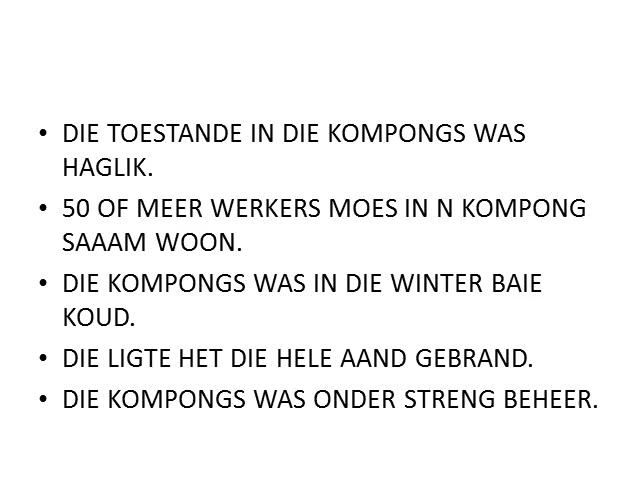 • DIE TOESTANDE IN DIE KOMPONGS WAS
HAGLIK.
• 50 OF MEER WERKERS MOES IN N KOMPONG
SAAAM WOON.
• DIE KOMPONGS WAS IN DIE WINTER BAIE
KOUD.
• DIE LIGTE HET DIE HELE AAND GEBRAND.
• DIE KOMPONGS WAS ONDER STRENG BEHEER.